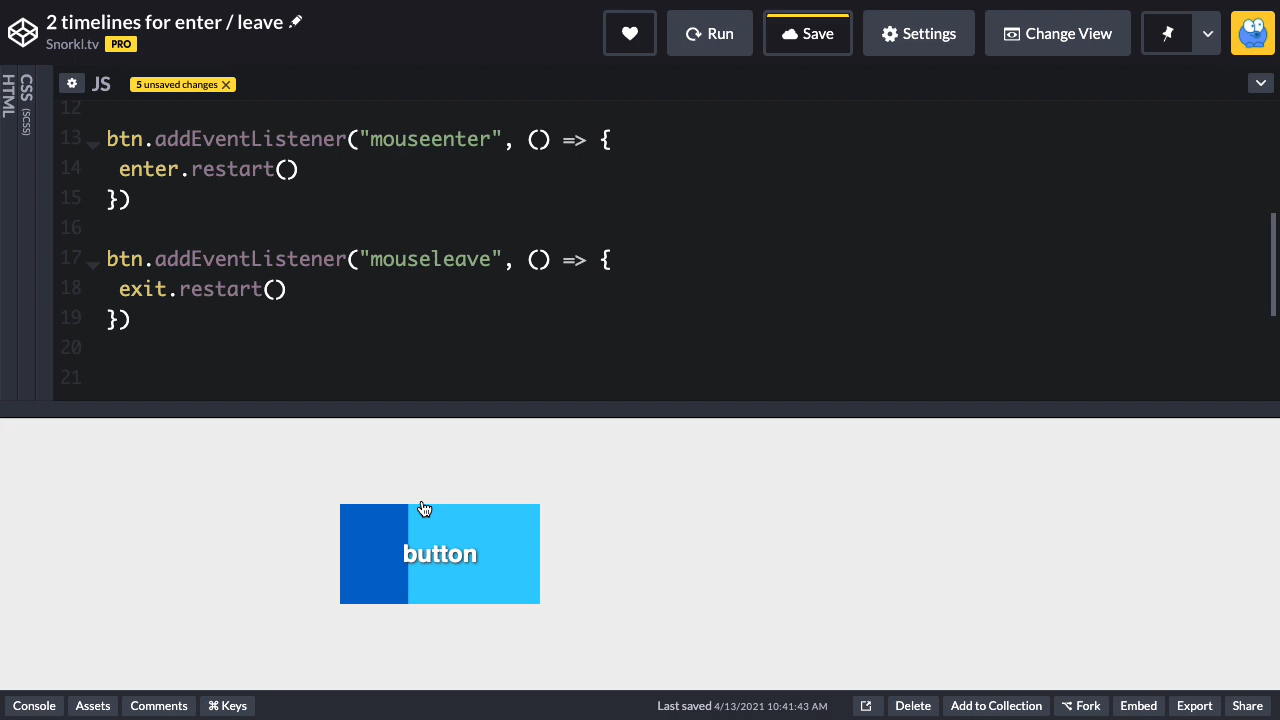 2 timelines for enter / leave
Snorkl.tv PRO
Run
Save
Settings
Change View
HTML
CSS (SCSS)
JS
5 unsaved changes
12
13 btn.addEventListener("mouseenter", () => {
14 enter.restart()
15 })
16
17 btn.addEventListener("mouseleave", () => {
18 exit.restart()
19 })
20
21
button
Console Assets Comments ⌘ Keys Last saved 4/13/2021 10:41:43 AM Delete Add to Collection ⌥ Fork Embed Export Share